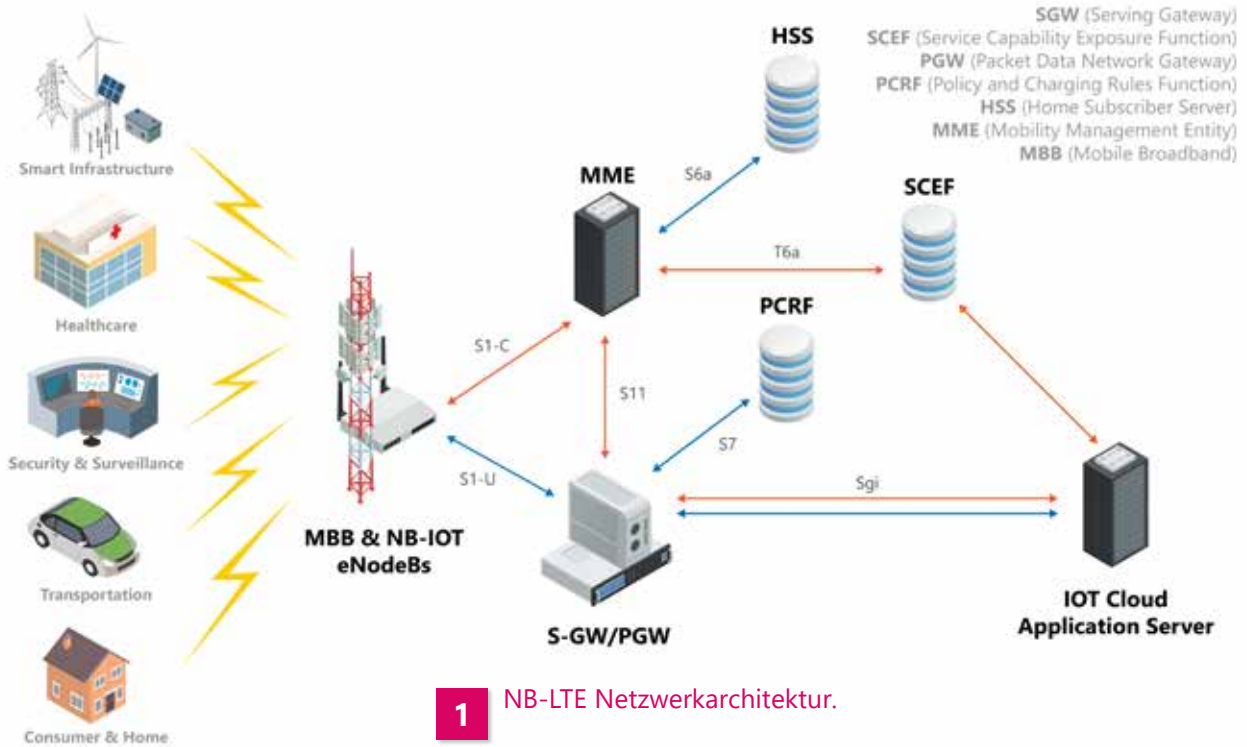 SGW (Serving Gateway)
SCEF (Service Capability Exposure Function)
PGW (Packet Data Network Gateway)
PCRF (Policy and Charging Rules Function)
HSS (Home Subscriber Server)
MME (Mobility Management Entity)
MBB (Mobile Broadband)
HSS
Smart Infrastructure
MME
S6a
SCEF
T6a
Healthcare
PCRF
S1-C
S11
S7
Security & Surveillance
S1-U
Sgi
MBB & NB-IOT
eNodeBs
Transportation
S-GW/PGW
IOT Cloud
Application Server
1
NB-LTE Netzwerkarchitektur.
Consumer & Home